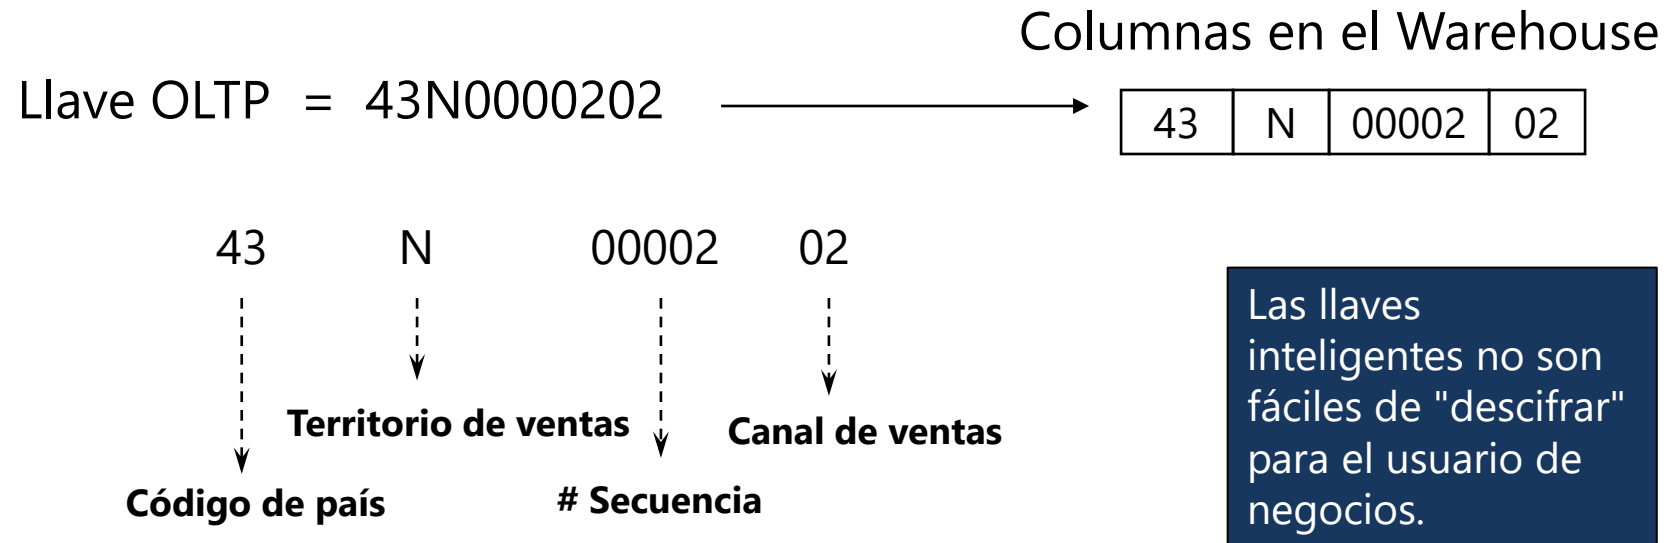 Columnas en el Warehouse
Llave OLTP = 43N0000202
43 N 00002 02
43 N 00002 02
Territorio de ventas
Canal de ventas
Código de país
# Secuencia
Las llaves
inteligentes no son
fáciles de "descifrar"
para el usuario de
negocios.